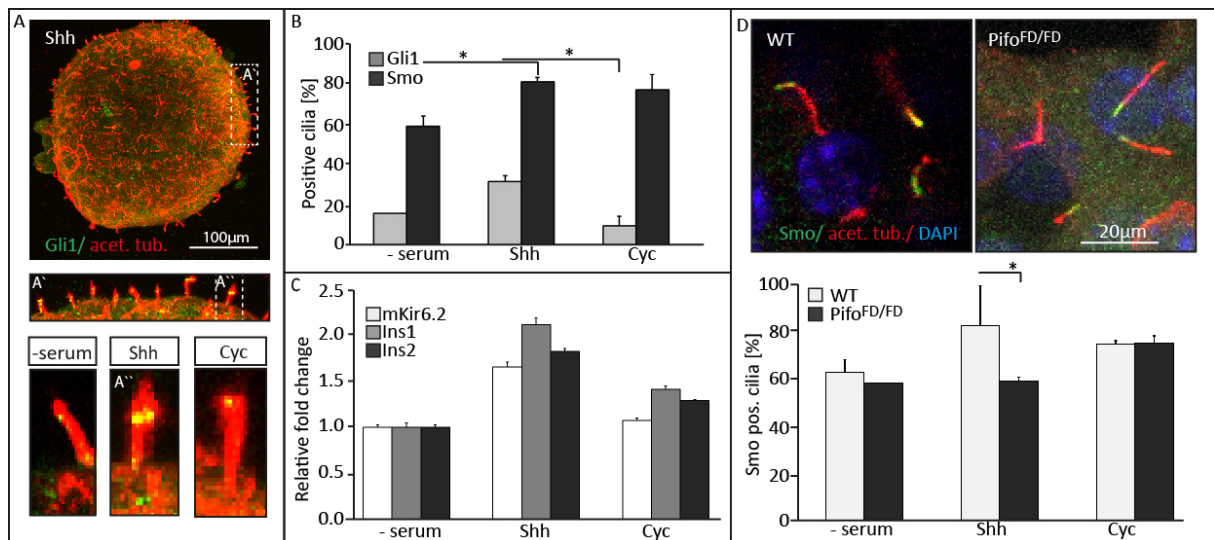 A
Shh
A`
Gli1/ acet. tub.
100µm
A`
A``
-serum
Shh
Cyc
A``
B
Positive cilia [%]
100
80
60
40
20
0
Gli1
Smo
*
*
- serum
Shh
Cyc
C
Relative fold change
2.5
2.0
1.5
1.0
0.5
0.0
mKir6.2
Ins1
Ins2
- serum
Shh
Cyc
D
WT
Smo/ acet. tub./ DAPI
Pifo^FD/FD
20µm
Smo pos. cilia [%]
100
80
60
40
20
0
WT
Pifo^FD/FD
*
- serum
Shh
Cyc